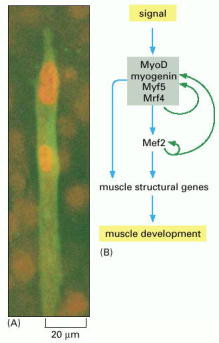 signal
MyoD
myogenin
Myf5
Mrf4
Mef2
muscle structural genes
muscle development
(B)
(A)
20 µm